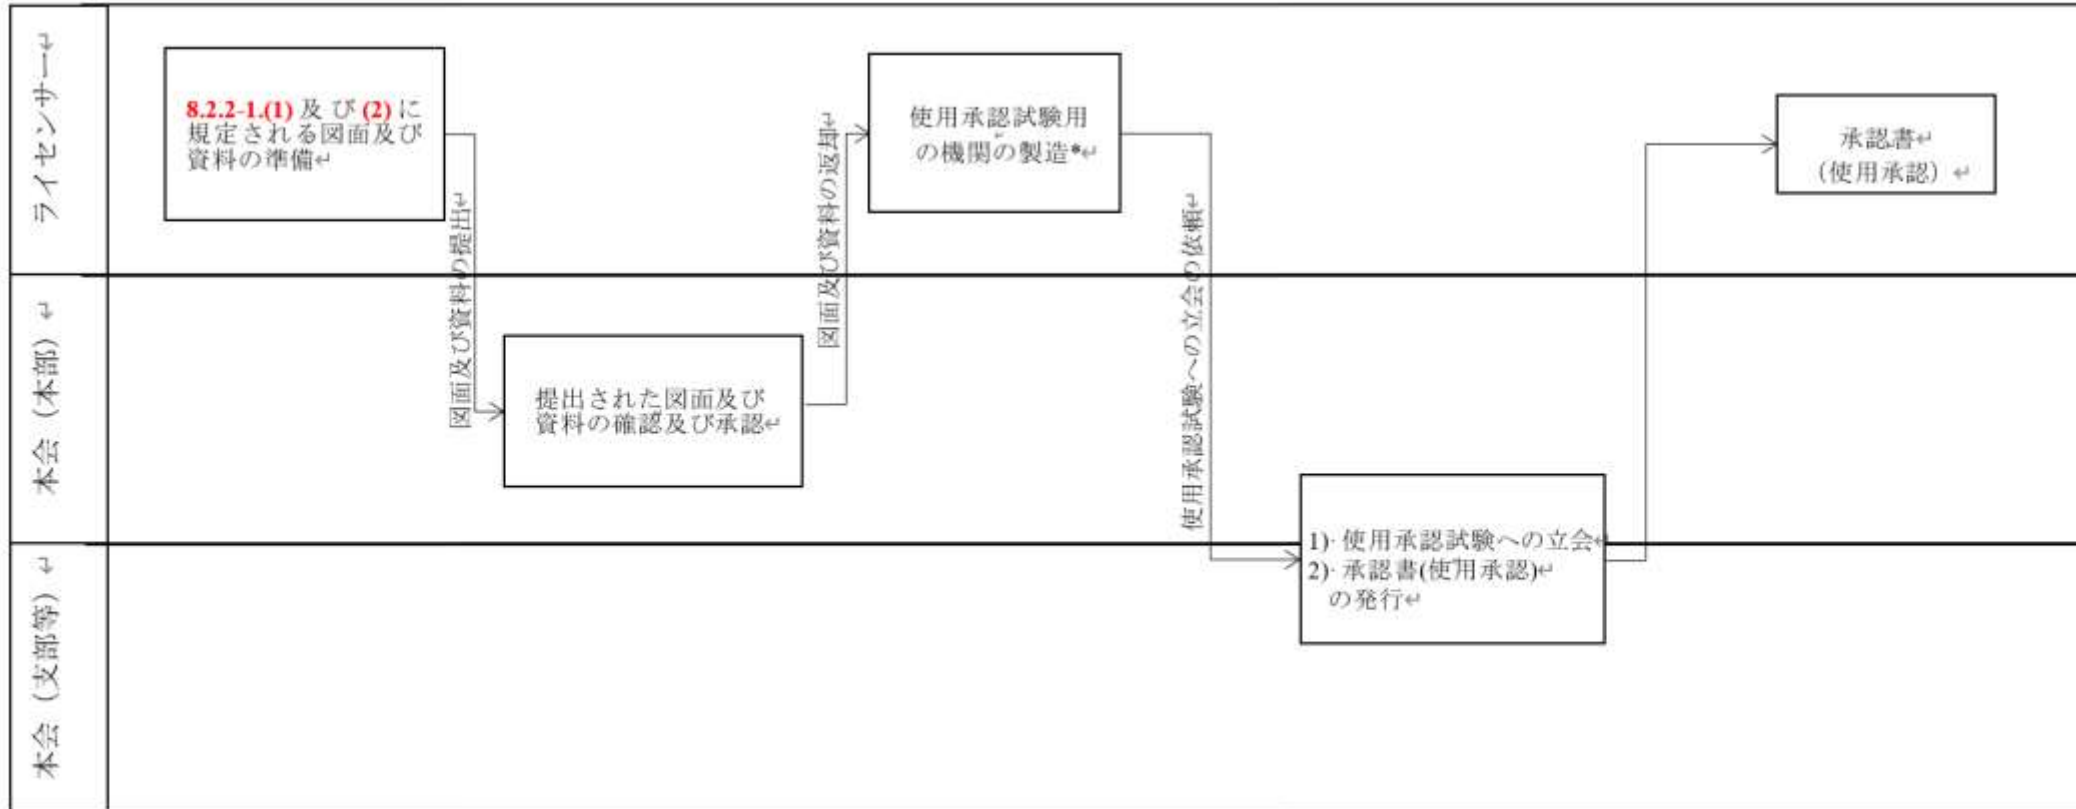 ライセンサー
8.2.2-1.(1) 及び (2) に
規定される図面及び
資料の準備
図面及び資料の提出
図面及び資料の返却
使用承認試験用
の機関の製造*
使用承認試験への立会の依頼
承認書
（使用承認）
本会（本部）
提出された図面及び
資料の確認及び承認
本会（支部等）
1) 使用承認試験への立会
2) 承認書(使用承認)
の発行